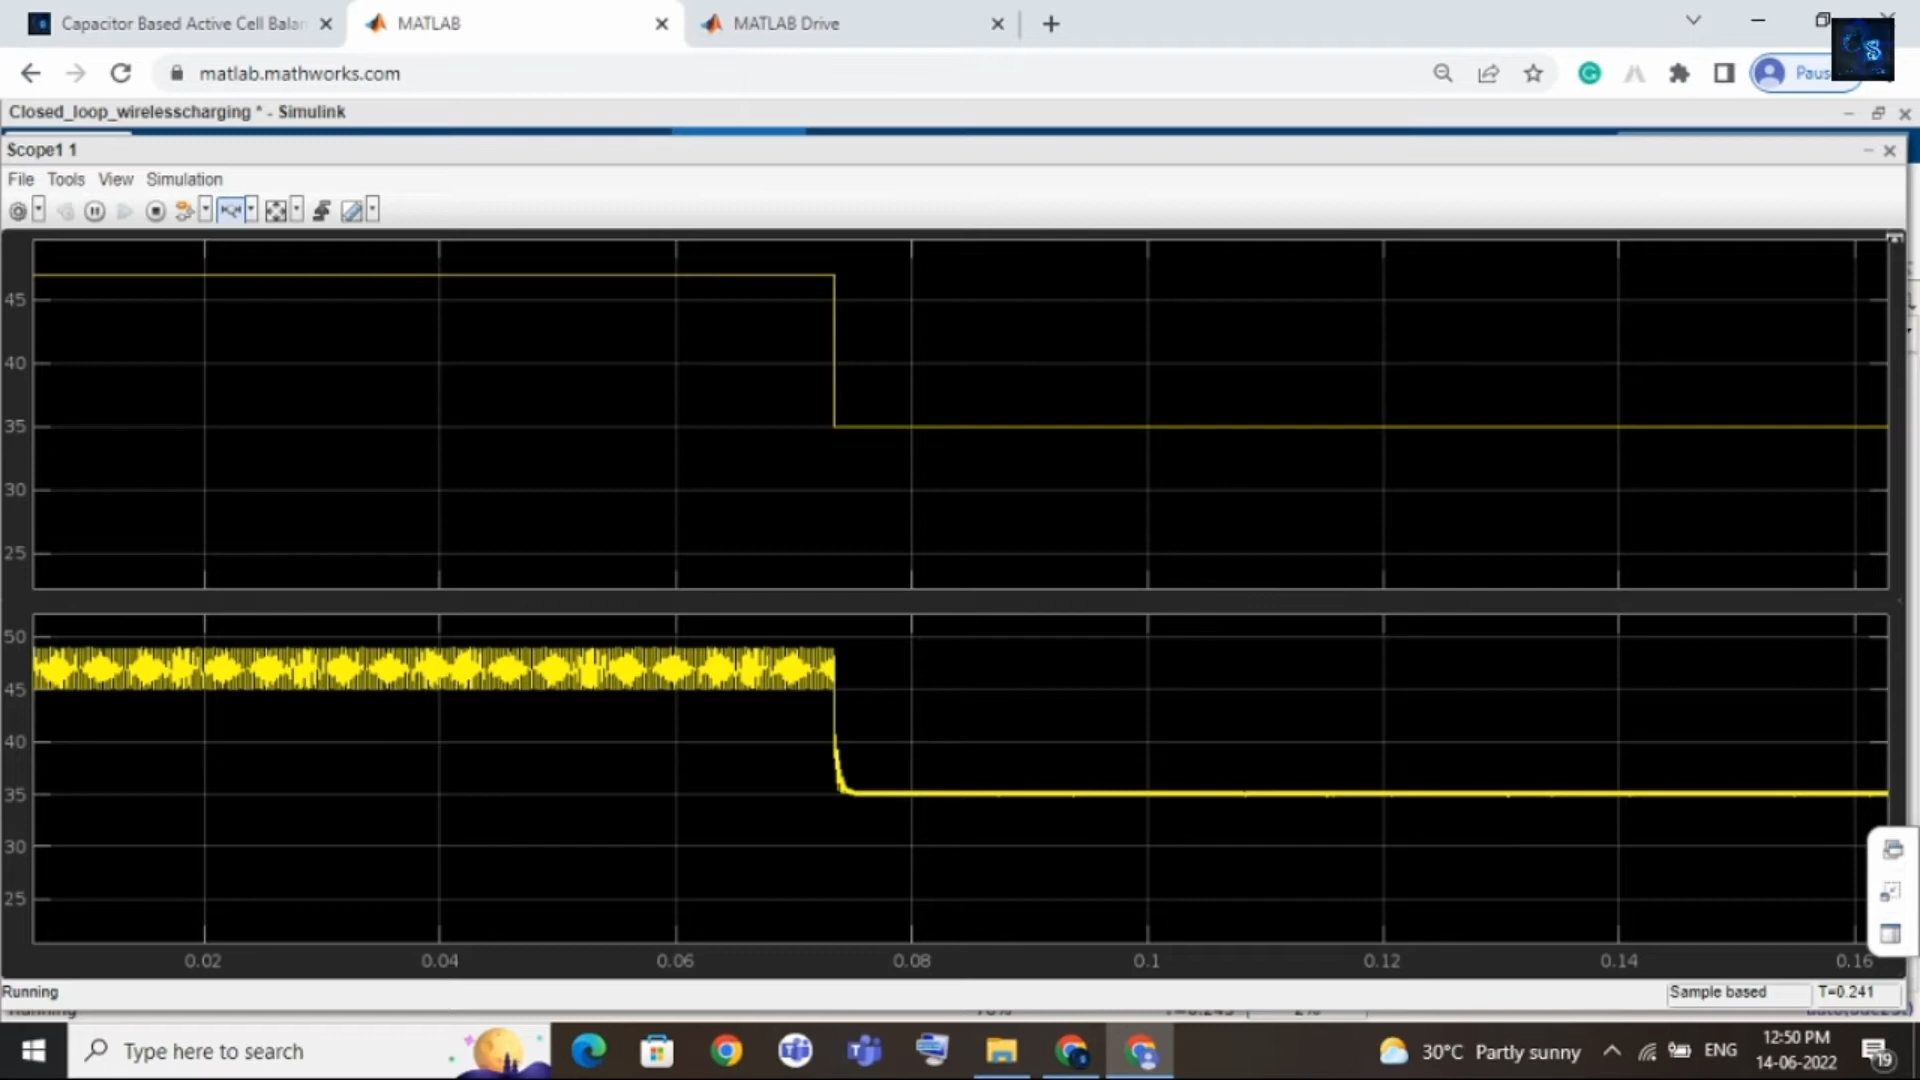 Capacitor Based Active Cell Balan
MATLAB
MATLAB Drive
matlab.mathworks.com
Paus
Closed_loop_wirelesscharging * - Simulink
Scope1 1
File Tools View Simulation
45
40
35
30
25
50
45
40
35
30
25
0.02 0.04 0.06 0.08 0.1 0.12 0.14 0.16
Running
Sample based
T=0.241
Type here to search
30°C Partly sunny
ENG
12:50 PM
14-06-2022
19